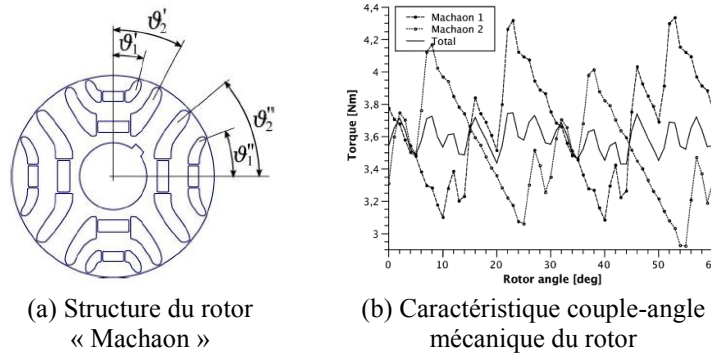 ϑ'₂
ϑ'₁
ϑ''₂
ϑ''₁
4,4
4,2
4
3,8
3,6
3,4
3,2
3
Torque [Nm]
Machaon 1
Machaon 2
Total
0
10
20
30
40
50
60
Rotor angle [deg]
(a) Structure du rotor
« Machaon »
(b) Caractéristique couple-angle
mécanique du rotor